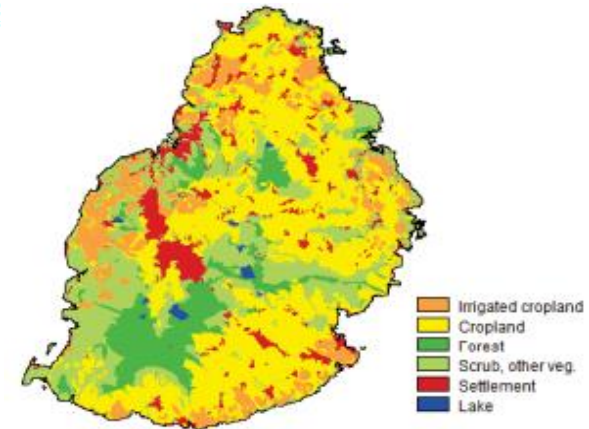 Irrigated cropland
Cropland
Forest
Scrub, other veg.
Settlement
Lake